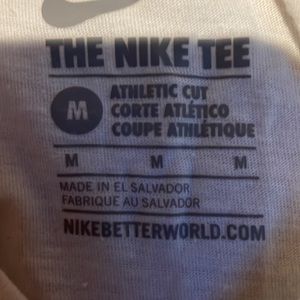 THE NIKE TEE
M
ATHLETIC CUT
CORTE ATLÉTICO
COUPE ATHLÉTIQUE
M M M
MADE IN EL SALVADOR
FABRIQUE AU SALVADOR
NIKEBETTERWORLD.COM